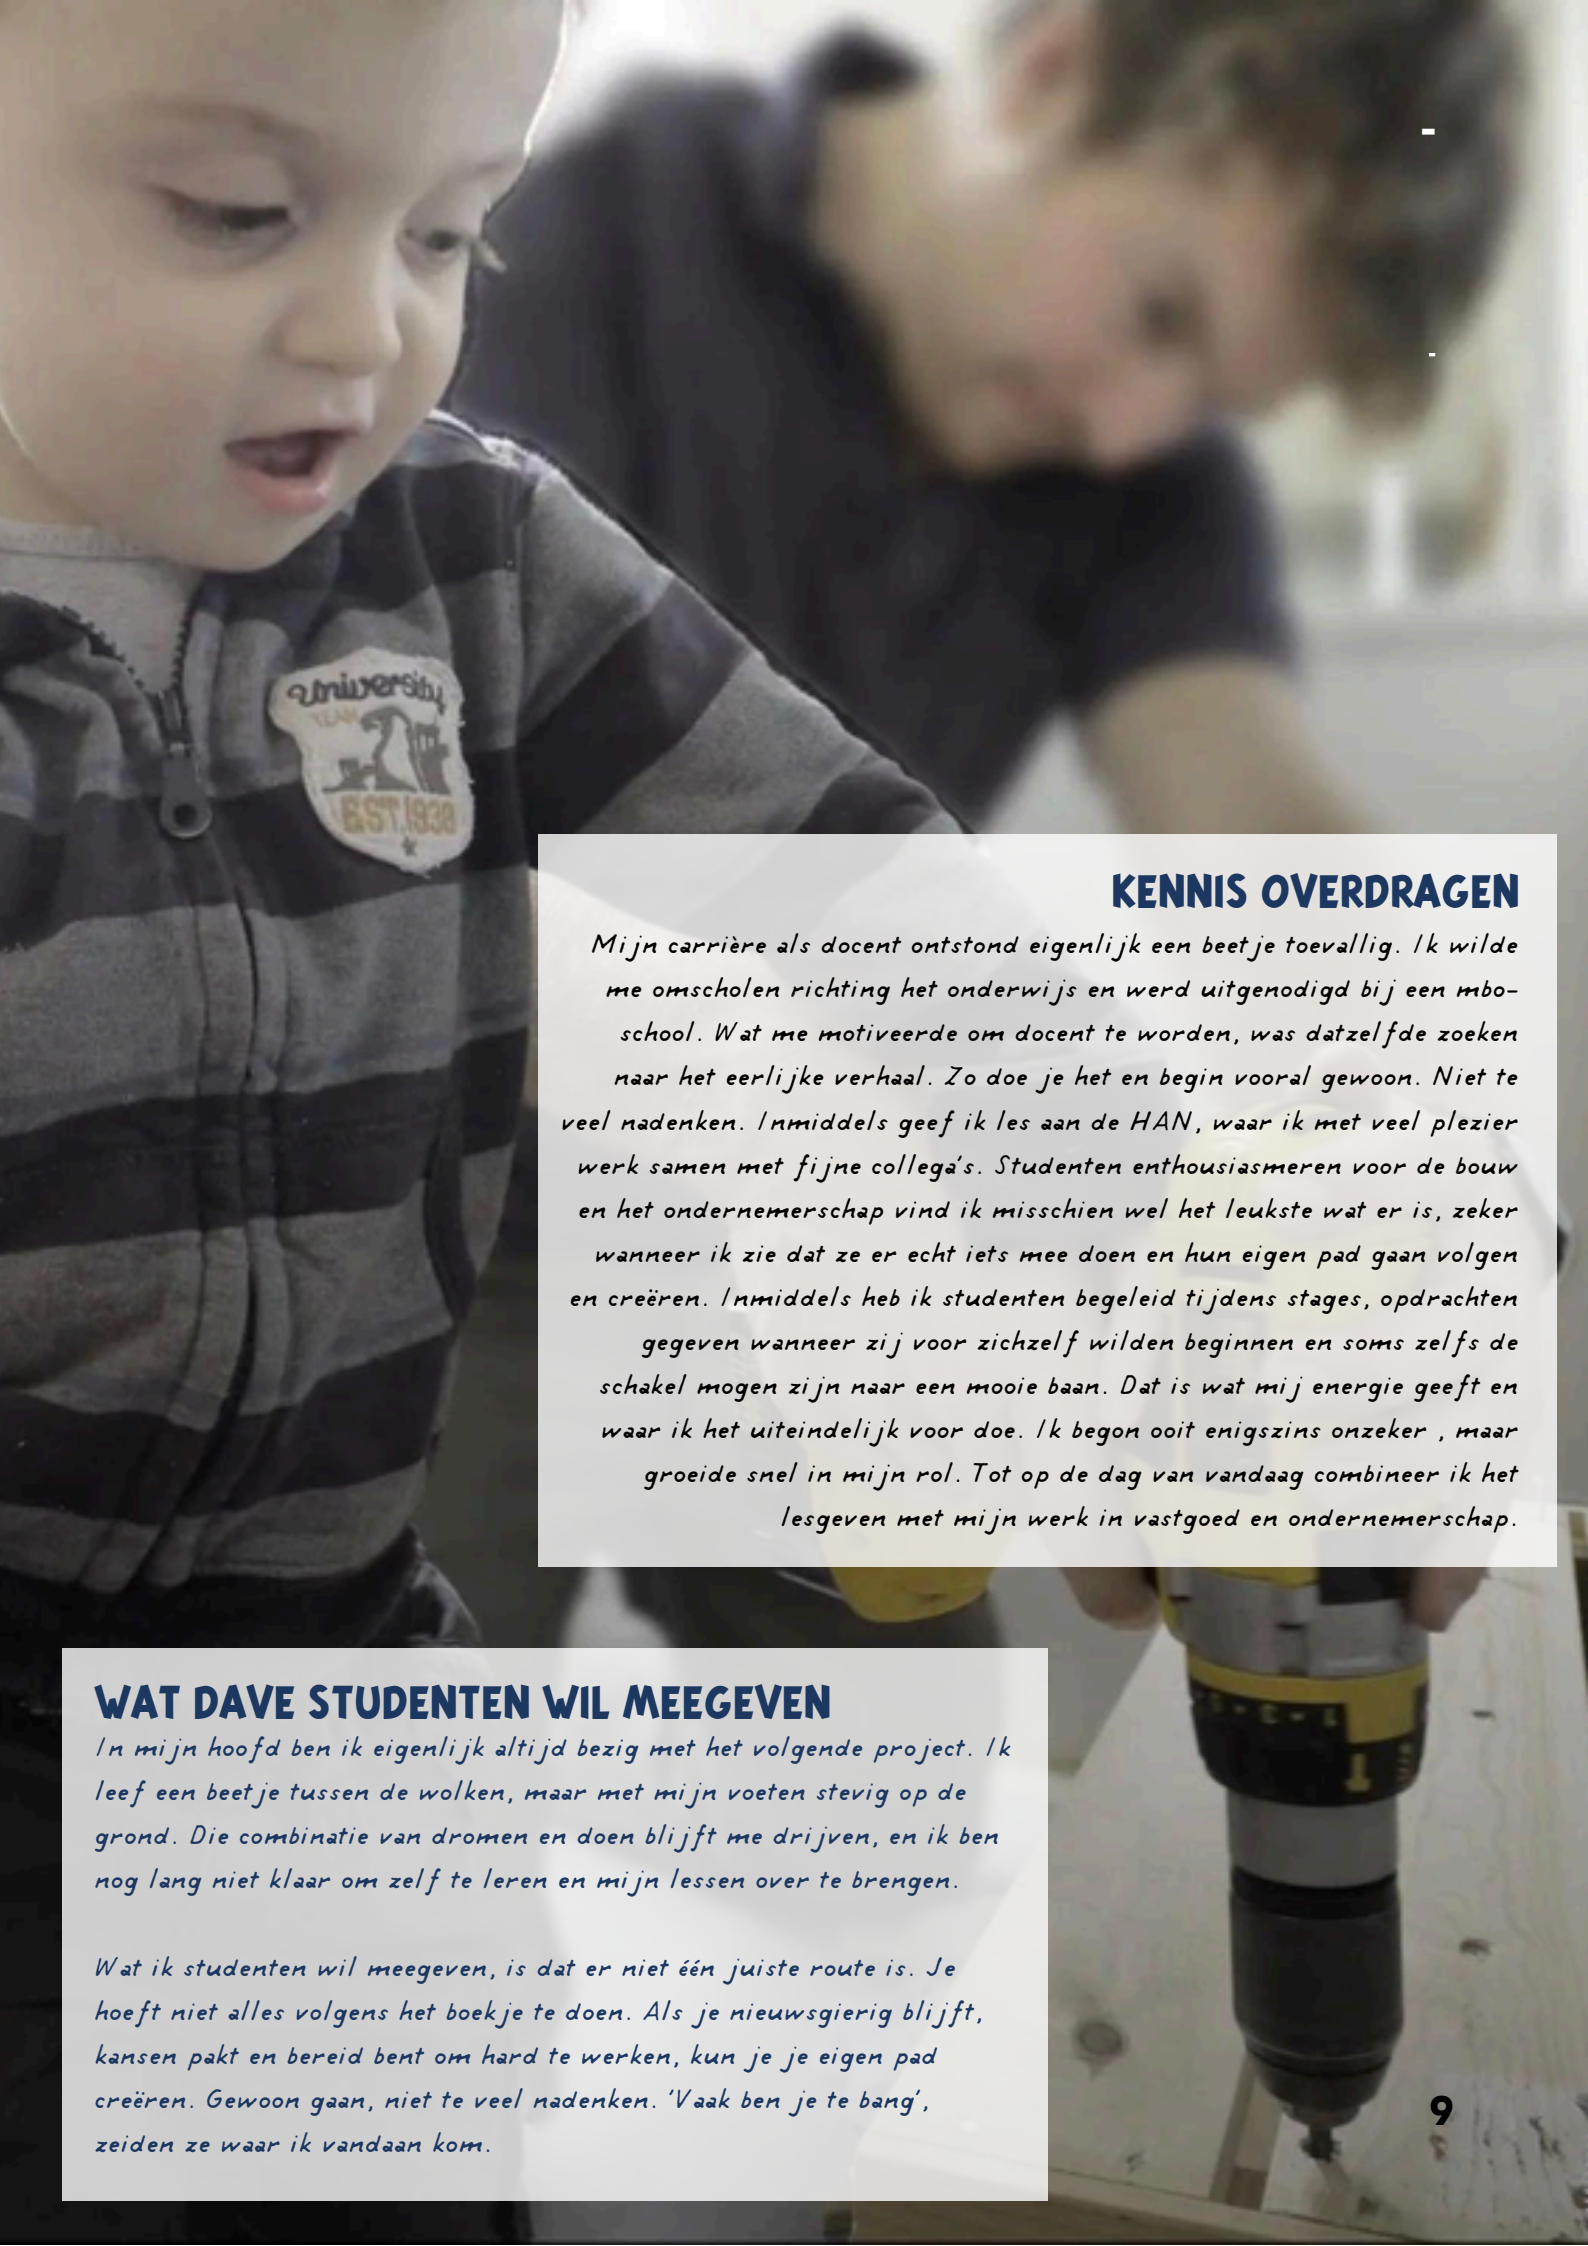 University
TEAM
EST.1938
KENNIS OVERDRAGEN
Mijn carrière als docent ontstond eigenlijk een beetje toevallig. Ik wilde
me omscholen richting het onderwijs en werd uitgenodigd bij een mbo-
school. Wat me motiveerde om docent te worden, was datzelfde zoeken
naar het eerlijke verhaal. Zo doe je het en begin vooral gewoon. Niet te
veel nadenken. Inmiddels geef ik les aan de HAN, waar ik met veel plezier
werk samen met fijne collega's. Studenten enthousiasmeren voor de bouw
en het ondernemerschap vind ik misschien wel het leukste wat er is, zeker
wanneer ik zie dat ze er echt iets mee doen en hun eigen pad gaan volgen
en creëren. Inmiddels heb ik studenten begeleid tijdens stages, opdrachten
gegeven wanneer zij voor zichzelf wilden beginnen en soms zelfs de
schakel mogen zijn naar een mooie baan. Dat is wat mij energie geeft en
waar ik het uiteindelijk voor doe. Ik begon ooit enigszins onzeker , maar
groeide snel in mijn rol. Tot op de dag van vandaag combineer ik het
lesgeven met mijn werk in vastgoed en ondernemerschap.
WAT DAVE STUDENTEN WIL MEEGEVEN
In mijn hoofd ben ik eigenlijk altijd bezig met het volgende project. Ik
leef een beetje tussen de wolken, maar met mijn voeten stevig op de
grond. Die combinatie van dromen en doen blijft me drijven, en ik ben
nog lang niet klaar om zelf te leren en mijn lessen over te brengen.
Wat ik studenten wil meegeven, is dat er niet één juiste route is. Je
hoeft niet alles volgens het boekje te doen. Als je nieuwsgierig blijft,
kansen pakt en bereid bent om hard te werken, kun je je eigen pad
creëren. Gewoon gaan, niet te veel nadenken. 'Vaak ben je te bang',
zeiden ze waar ik vandaan kom.
9